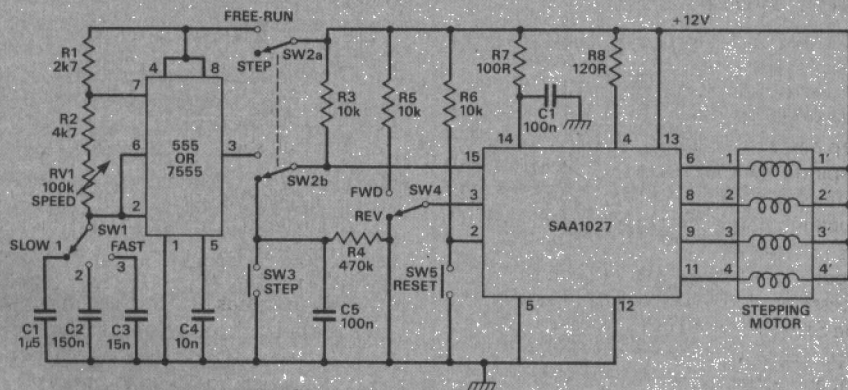 FREE-RUN
STEP
SW2a
+12V
R1
2k7
4
8
7
R2
4k7
6
555
OR
7555
3
RV1
100k
SPEED
2
SW1
SLOW 1
FAST
2
3
1
5
C1
1µ5
C2
150n
C3
15n
C4
10n
SW2b
SW3
STEP
C5
100n
R4
470k
R3
10k
R5
10k
R6
10k
R7
100R
R8
120R
C1
100n
14
4
13
15
FWD
SW4
REV
3
2
SW5
RESET
SAA1027
5
12
6
8
9
11
1
1'
2
2'
3
3'
4
4'
STEPPING
MOTOR